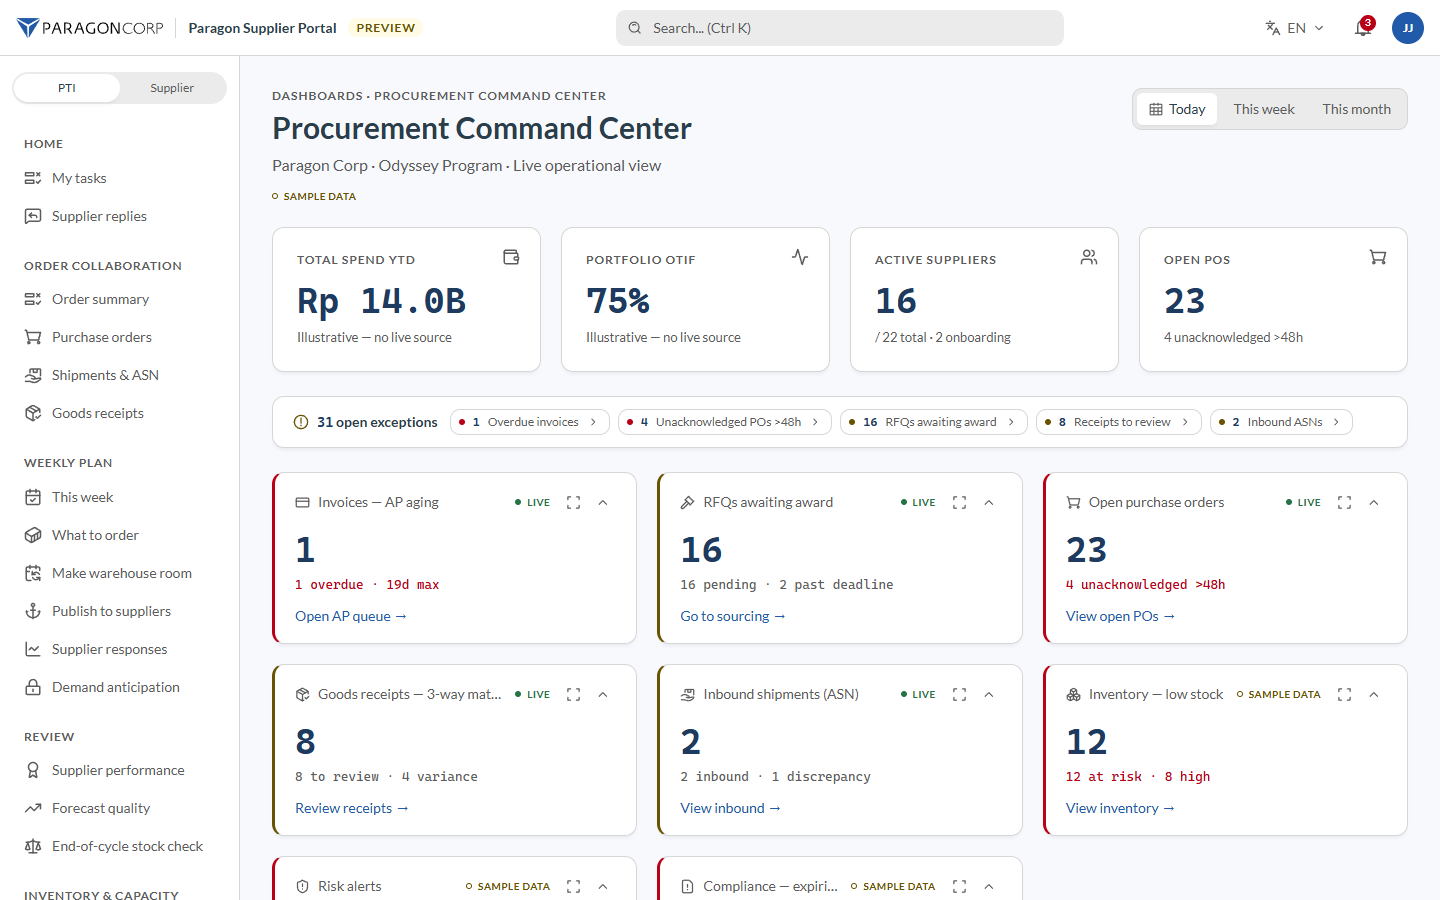 PARAGONCORP
Paragon Supplier Portal
PREVIEW
Search... (Ctrl K)
EN
3
JJ
PTI
Supplier
HOME
My tasks
Supplier replies
ORDER COLLABORATION
Order summary
Purchase orders
Shipments & ASN
Goods receipts
WEEKLY PLAN
This week
What to order
Make warehouse room
Publish to suppliers
Supplier responses
Demand anticipation
REVIEW
Supplier performance
Forecast quality
End-of-cycle stock check
INVENTORY & CAPACITY
DASHBOARDS · PROCUREMENT COMMAND CENTER
Procurement Command Center
Paragon Corp · Odyssey Program · Live operational view
SAMPLE DATA
Today
This week
This month
TOTAL SPEND YTD
Rp 14.0B
Illustrative — no live source
PORTFOLIO OTIF
75%
Illustrative — no live source
ACTIVE SUPPLIERS
16
/ 22 total · 2 onboarding
OPEN POS
23
4 unacknowledged >48h
31 open exceptions
1 Overdue invoices
4 Unacknowledged POs >48h
16 RFQs awaiting award
8 Receipts to review
2 Inbound ASNs
Invoices — AP aging
LIVE
1
1 overdue · 19d max
Open AP queue →
RFQs awaiting award
LIVE
16
16 pending · 2 past deadline
Go to sourcing →
Open purchase orders
LIVE
23
4 unacknowledged >48h
View open POs →
Goods receipts — 3-way mat...
LIVE
8
8 to review · 4 variance
Review receipts →
Inbound shipments (ASN)
LIVE
2
2 inbound · 1 discrepancy
View inbound →
Inventory — low stock
SAMPLE DATA
12
12 at risk · 8 high
View inventory →
Risk alerts
SAMPLE DATA
Compliance — expiri...
SAMPLE DATA